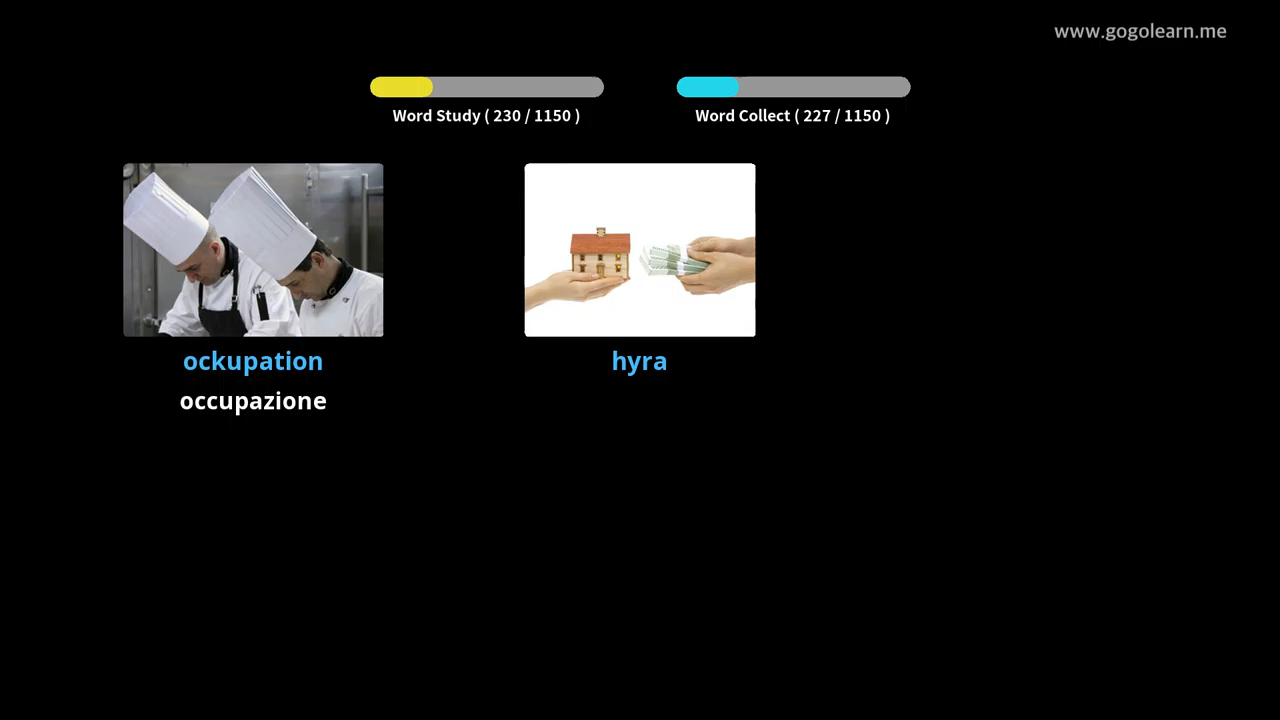 www.gogolearn.me
Word Study ( 230 / 1150 )
Word Collect ( 227 / 1150 )
ockupation
hyra
occupazione